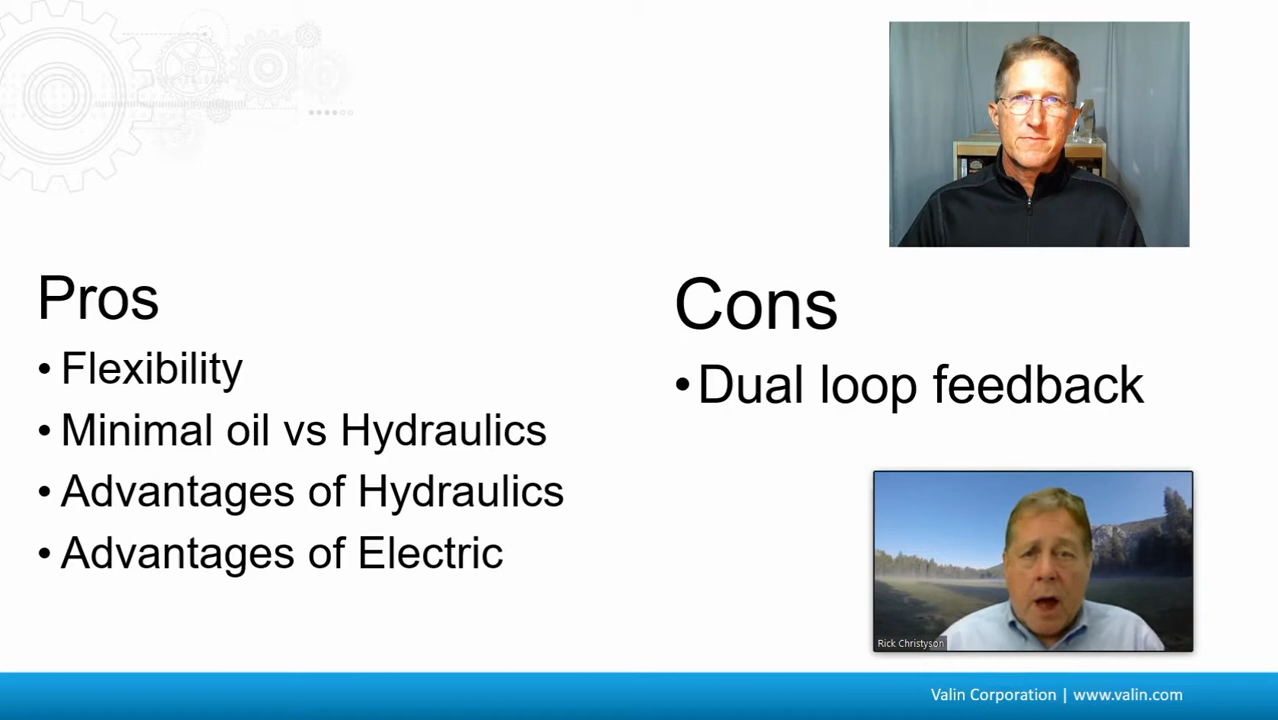 Pros
• Flexibility
• Minimal oil vs Hydraulics
• Advantages of Hydraulics
• Advantages of Electric
Cons
• Dual loop feedback
Rick Christyson
Valin Corporation | www.valin.com